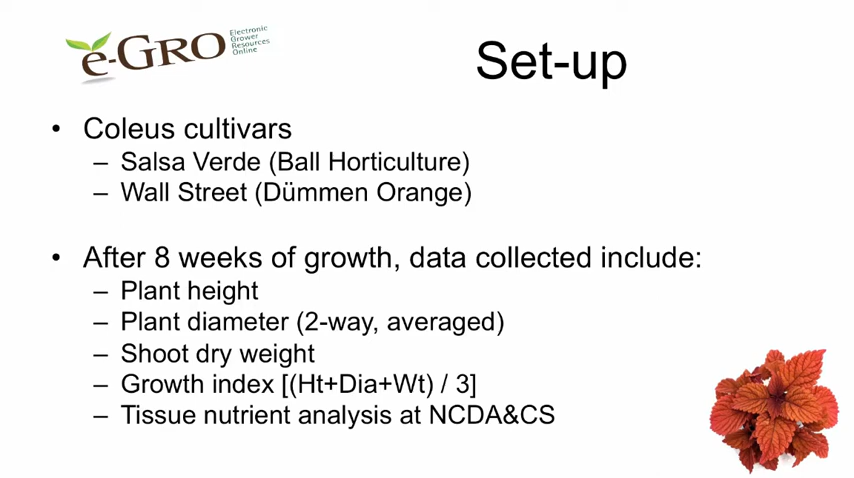 e-GRO
Electronic
Grower
Resources
Online
Set-up
• Coleus cultivars
– Salsa Verde (Ball Horticulture)
– Wall Street (Dümmen Orange)
• After 8 weeks of growth, data collected include:
– Plant height
– Plant diameter (2-way, averaged)
– Shoot dry weight
– Growth index [(Ht+Dia+Wt) / 3]
– Tissue nutrient analysis at NCDA&CS